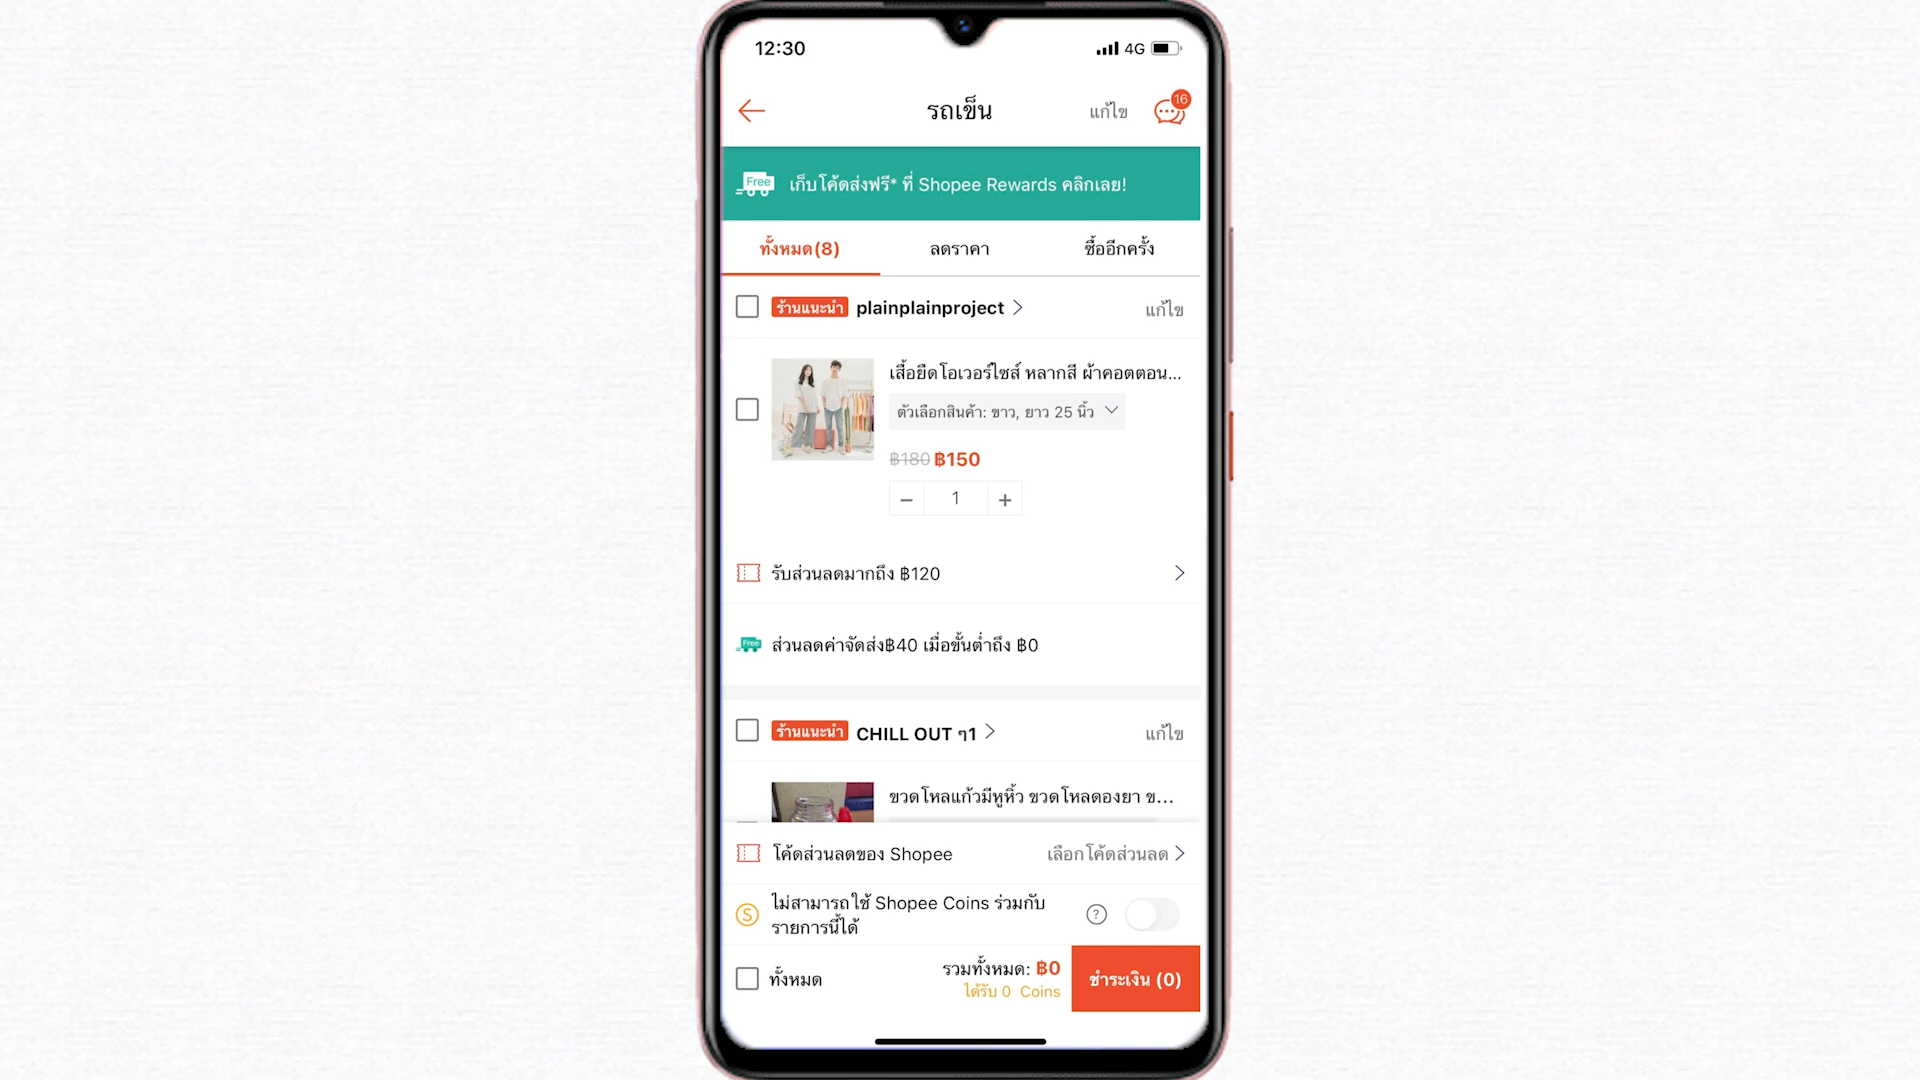 12:30
4G
รถเข็น
แก้ไข
16
Free
เก็บโค้ดส่งฟรี* ที่ Shopee Rewards คลิกเลย!
ทั้งหมด(8)
ลดราคา
ซื้ออีกครั้ง
ร้านแนะนำ plainplainproject
แก้ไข
เสื้อยืดโอเวอร์ไซส์ หลากสี ผ้าคอตตอน...
ตัวเลือกสินค้า: ขาว, ยาว 25 นิ้ว
฿180 ฿150
− 1 +
รับส่วนลดมากถึง ฿120
Free
ส่วนลดค่าจัดส่ง฿40 เมื่อขั้นต่ำถึง ฿0
ร้านแนะนำ CHILL OUT ๆ1
แก้ไข
ขวดโหลแก้วมีหูหิ้ว ขวดโหลดองยา ข...
โค้ดส่วนลดของ Shopee
เลือกโค้ดส่วนลด
S
ไม่สามารถใช้ Shopee Coins ร่วมกับ
รายการนี้ได้
?
ทั้งหมด
รวมทั้งหมด: ฿0
ได้รับ 0 Coins
ชำระเงิน (0)